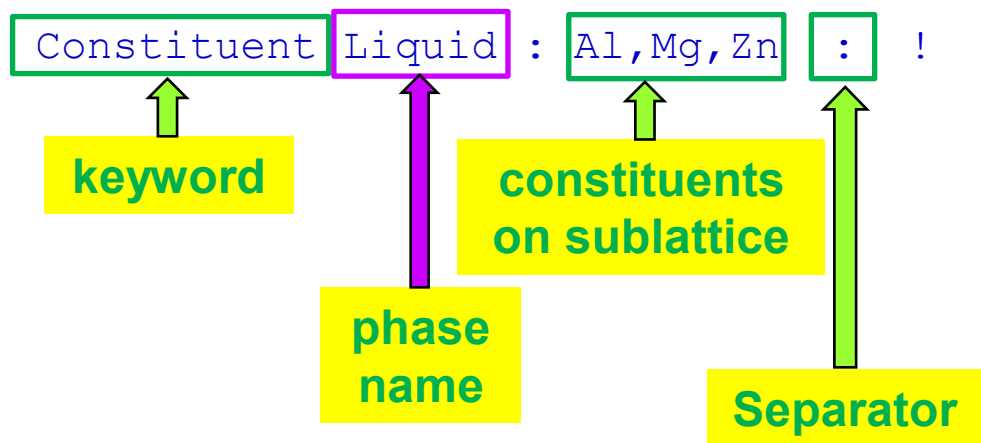 Constituent Liquid : Al,Mg,Zn : !
keyword
constituents
on sublattice
phase
name
Separator